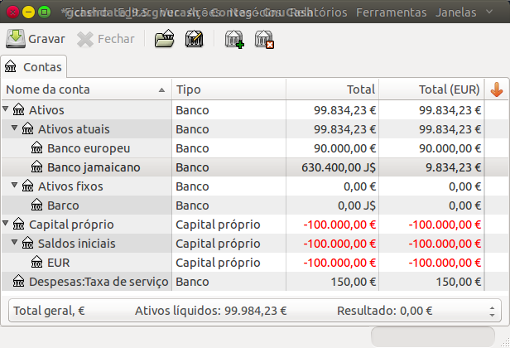 Relatórios Ferramentas Janelas
Gravar Fechar
Contas
Nome da conta Tipo Total Total (EUR)
Ativos Banco 99.834,23 € 99.834,23 €
Ativos atuais Banco 99.834,23 € 99.834,23 €
Banco europeu Banco 90.000,00 € 90.000,00 €
Banco jamaicano Banco 630.400,00 J$ 9.834,23 €
Ativos fixos Banco 0,00 € 0,00 €
Barco Banco 0,00 J$ 0,00 €
Capital próprio Capital próprio -100.000,00 € -100.000,00 €
Saldos iniciais Capital próprio -100.000,00 € -100.000,00 €
EUR Capital próprio -100.000,00 € -100.000,00 €
Despesas:Taxa de serviço Banco 150,00 € 150,00 €
Total geral, € Ativos líquidos: 99.984,23 € Resultado: 0,00 €